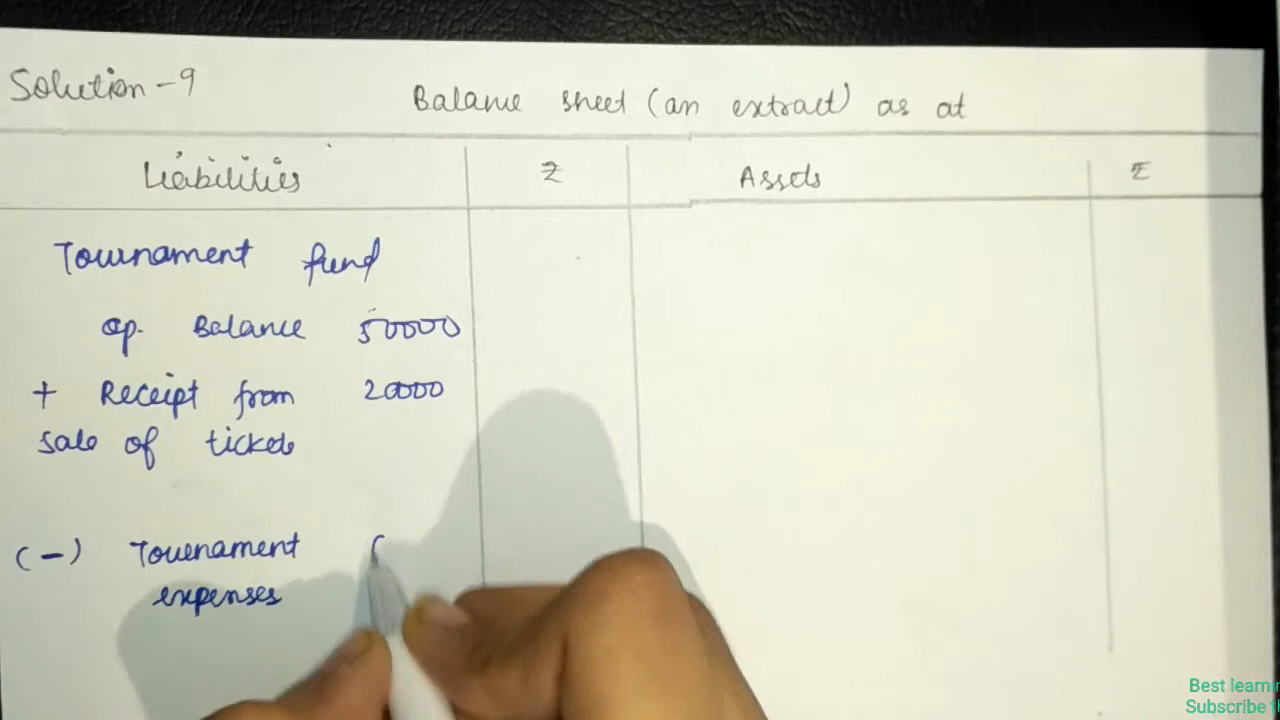 Solution-9
Balance sheet (an extract) as at
Liabilities ₹ Assets ₹
Tournament fund
op. Balance 50000
+ Receipt from 20000
sale of tickets
(-) Tournament (
expenses
Best learni
Subscribe t